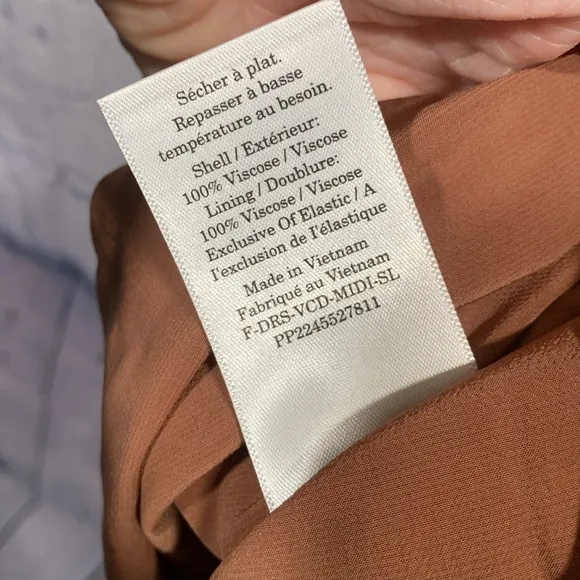 Sécher à plat.
Repasser à basse
température au besoin.
Shell / Extérieur:
100% Viscose / Viscose
Lining / Doublure:
100% Viscose / Viscose
Exclusive Of Elastic / A
l'exclusion de l'élastique
Made in Vietnam
Fabriqué au Vietnam
F-DRS-VCD-MIDI-SL
PP2245527811